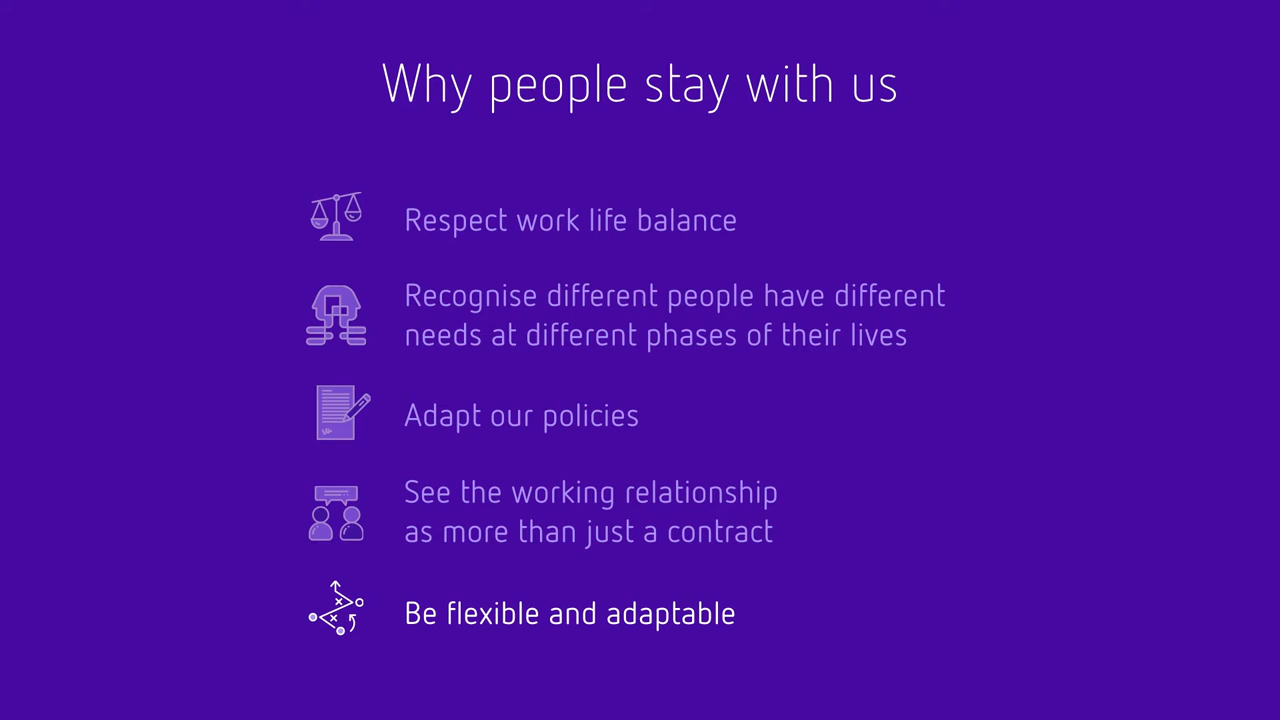 Why people stay with us
Respect work life balance
Recognise different people have different
needs at different phases of their lives
Adapt our policies
See the working relationship
as more than just a contract
Be flexible and adaptable